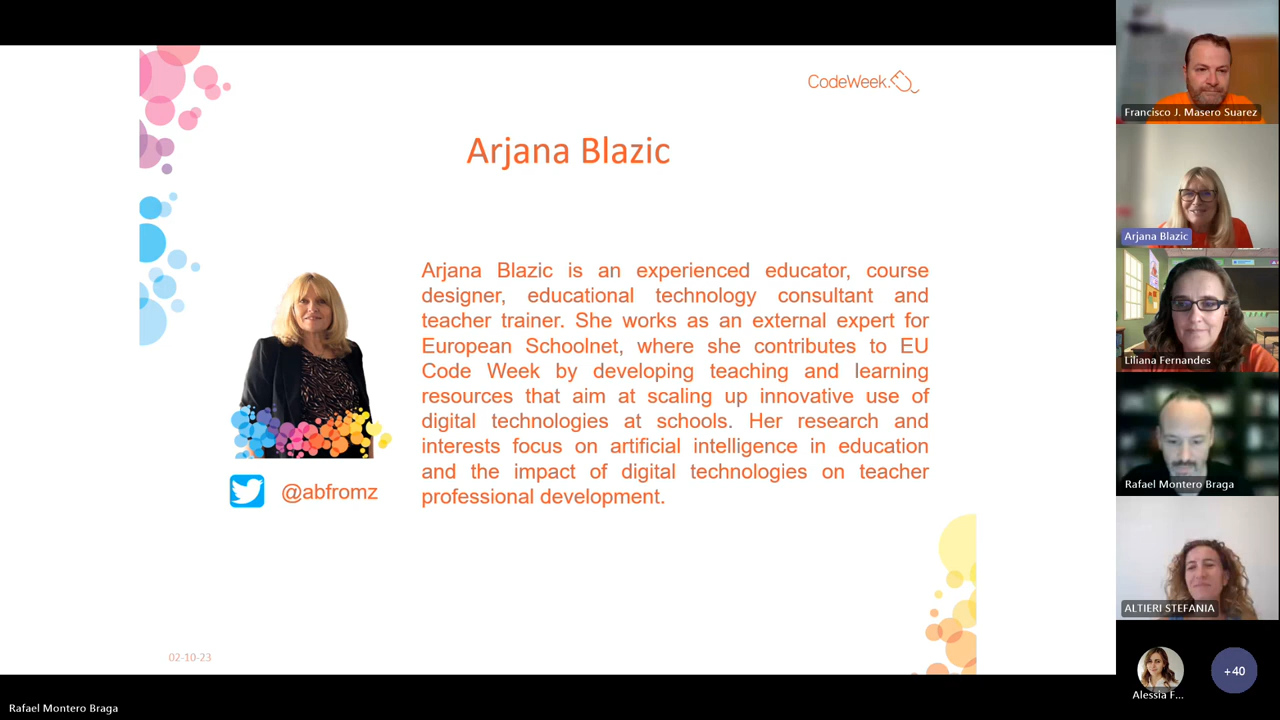 CodeWeek.
Arjana Blazic
Arjana Blazic is an experienced educator, course
designer, educational technology consultant and
teacher trainer. She works as an external expert for
European Schoolnet, where she contributes to EU
Code Week by developing teaching and learning
resources that aim at scaling up innovative use of
digital technologies at schools. Her research and
interests focus on artificial intelligence in education
and the impact of digital technologies on teacher
professional development.
@abfromz
02-10-23
Rafael Montero Braga
Francisco J. Masero Suarez
Arjana Blazic
Liliana Fernandes
Rafael Montero Braga
ALTIERI STEFANIA
Alessia F...
+40